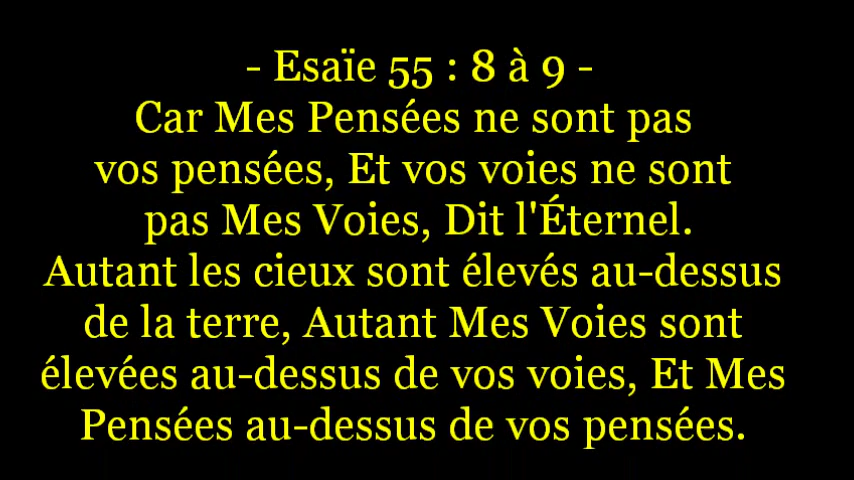 - Esaïe 55 : 8 à 9 -
Car Mes Pensées ne sont pas
vos pensées, Et vos voies ne sont
pas Mes Voies, Dit l'Éternel.
Autant les cieux sont élevés au-dessus
de la terre, Autant Mes Voies sont
élevées au-dessus de vos voies, Et Mes
Pensées au-dessus de vos pensées.